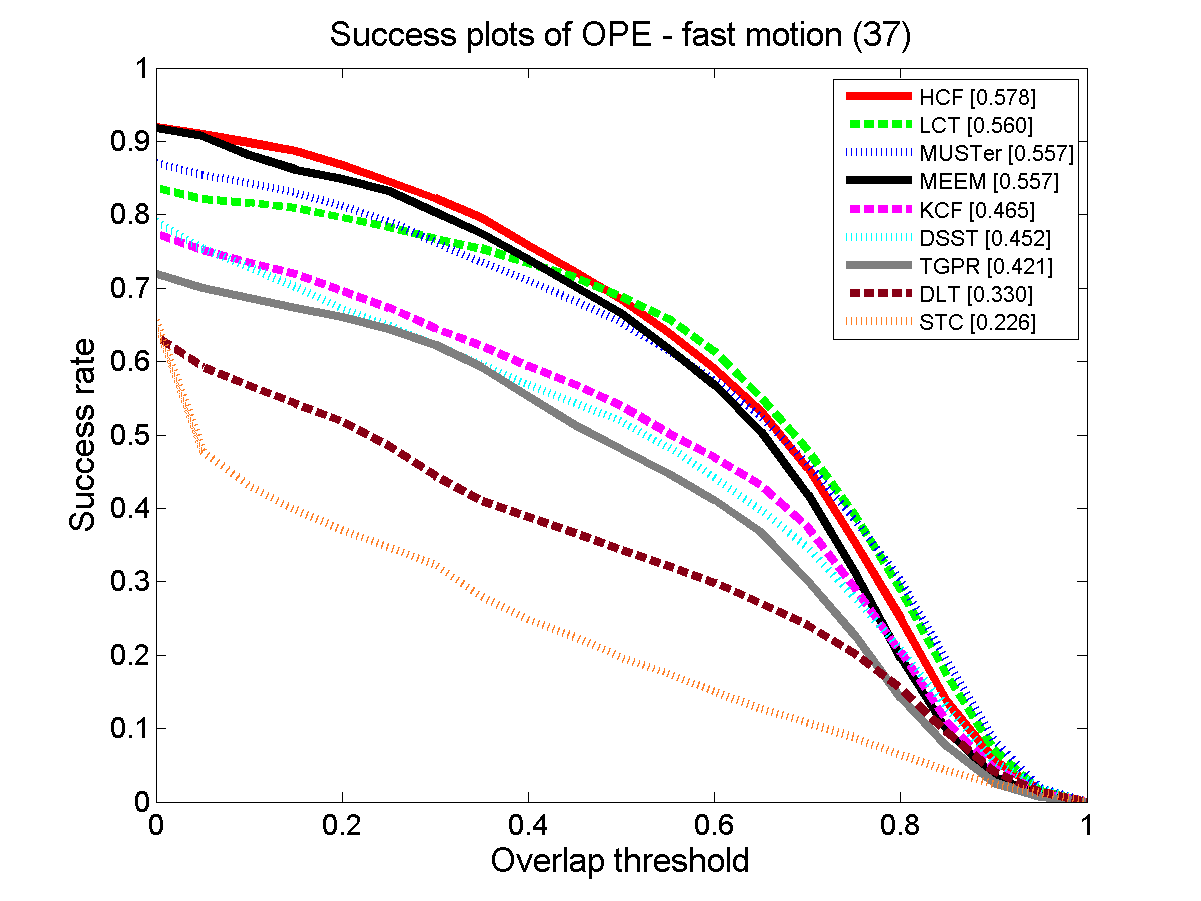 Success plots of OPE - fast motion (37)
HCF [0.578]
LCT [0.560]
MUSTer [0.557]
MEEM [0.557]
KCF [0.465]
DSST [0.452]
TGPR [0.421]
DLT [0.330]
STC [0.226]
Success rate
1
0.9
0.8
0.7
0.6
0.5
0.4
0.3
0.2
0.1
0
0 0.2 0.4 0.6 0.8 1
Overlap threshold